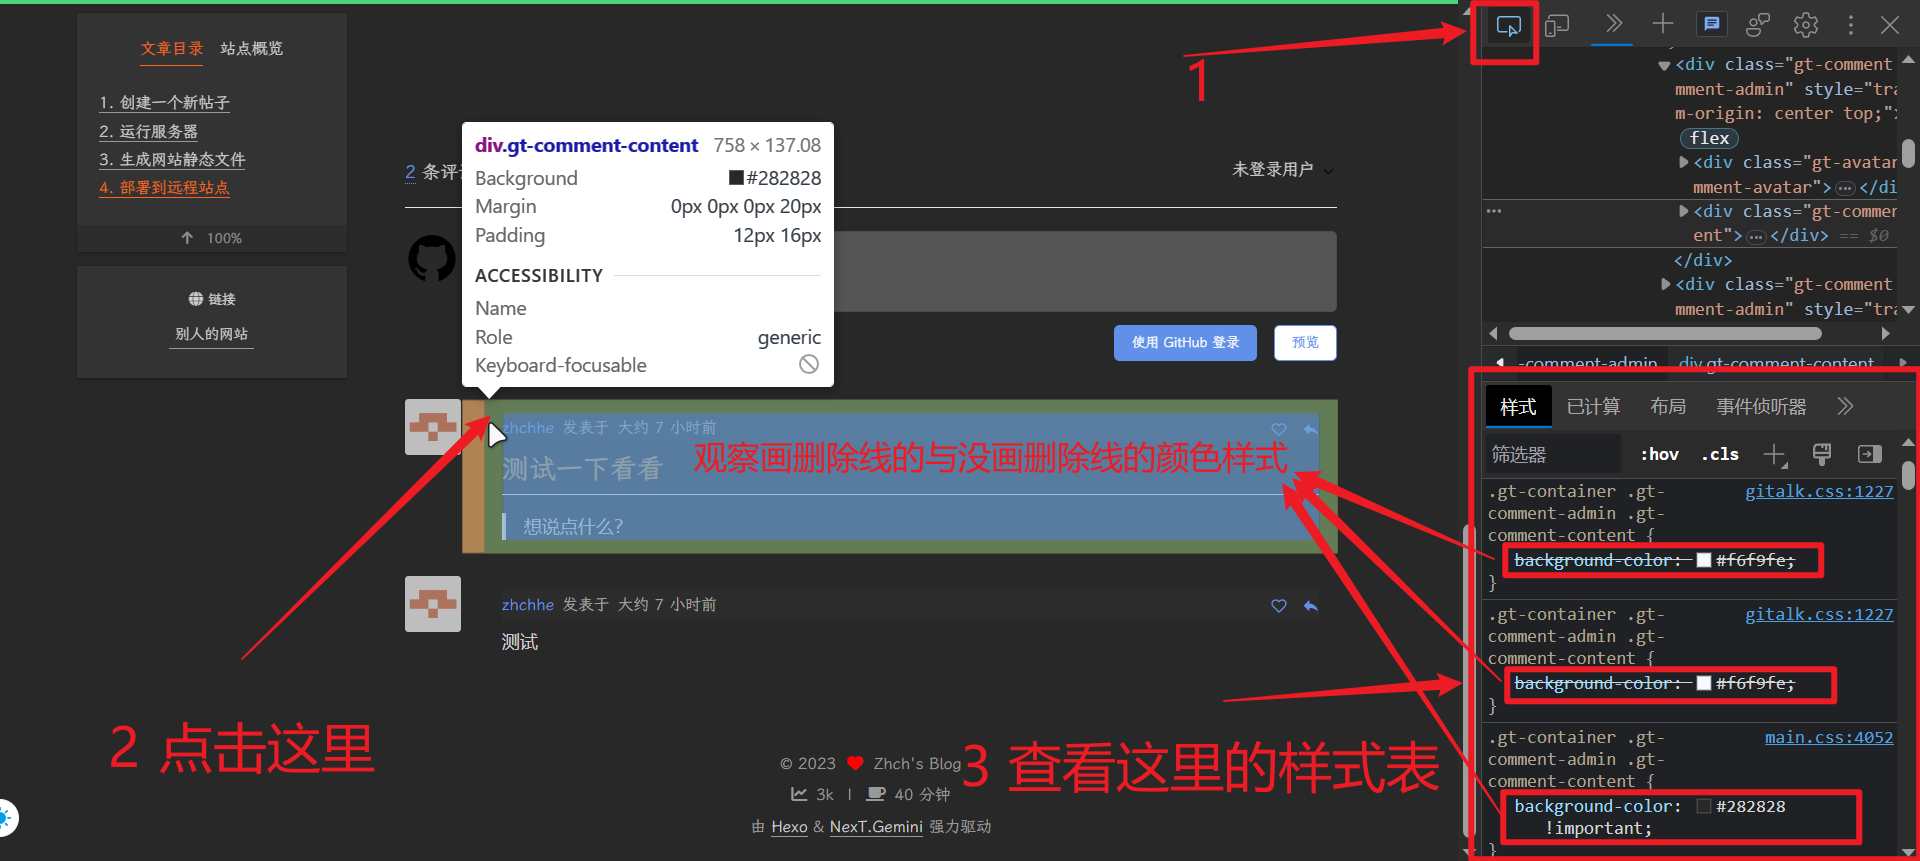 文章目录 站点概览
1. 创建一个新帖子
2. 运行服务器
3. 生成网站静态文件
4. 部署到远程站点
100%
链接
别人的网站
2 条评
未登录用户
div.gt-comment-content 758 × 137.08
Background #282828
Margin 0px 0px 0px 20px
Padding 12px 16px
ACCESSIBILITY
Name
Role generic
Keyboard-focusable
使用 GitHub 登录 预览
zhchhe 发表于 大约 7 小时前
测试一下看看
想说点什么?
观察画删除线的与没画删除线的颜色样式
zhchhe 发表于 大约 7 小时前
测试
1
2 点击这里
3 查看这里的样式表
© 2023 Zhch's Blog
3k | 40 分钟
由 Hexo & NexT.Gemini 强力驱动
<div class="gt-comment
mment-admin" style="tra
m-origin: center top;">
flex
<div class="gt-avatar
mment-avatar"> … </di
… <div class="gt-commen
ent"> … </div> == $0
</div>
<div class="gt-comment
mment-admin" style="tra
-comment-admin div.gt-comment-content
样式 已计算 布局 事件侦听器
筛选器 :hov .cls
.gt-container .gt- gitalk.css:1227
comment-admin .gt-
comment-content {
background-color: #f6f9fe;
}
.gt-container .gt- gitalk.css:1227
comment-admin .gt-
comment-content {
background-color: #f6f9fe;
}
.gt-container .gt- main.css:4052
comment-admin .gt-
comment-content {
background-color: #282828
!important;
}